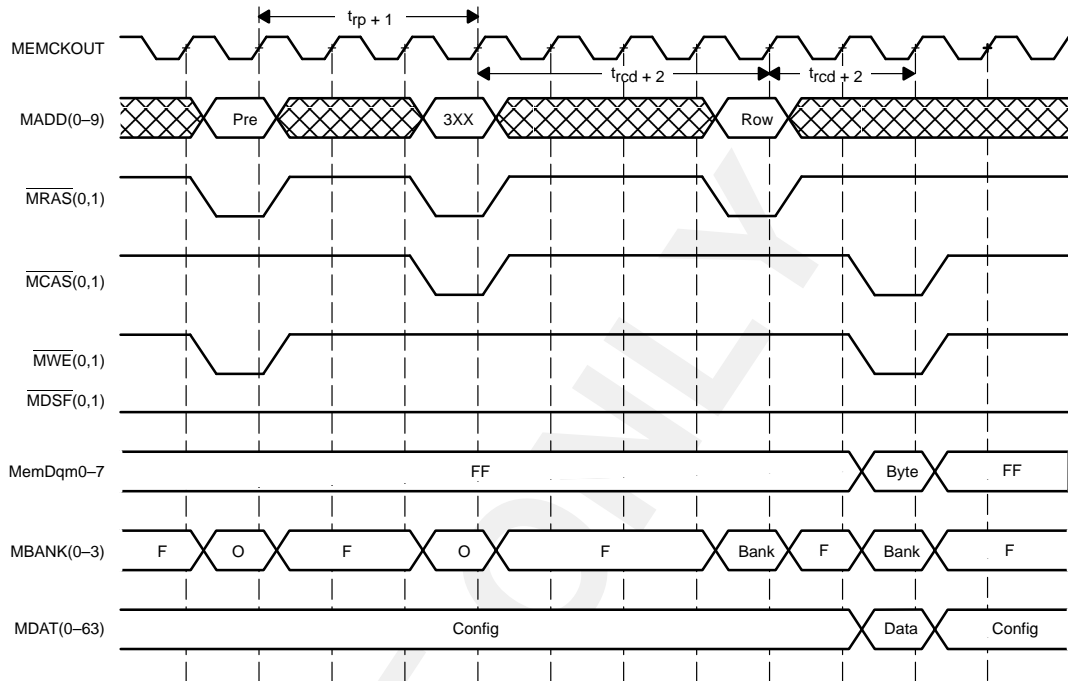 t_rp + 1
MEMCKOUT
t_rcd + 2 t_rcd + 2
MADD(0–9) Pre 3XX Row
MRAS(0,1)
MCAS(0,1)
MWE(0,1)
MDSF(0,1)
MemDqm0–7 FF Byte FF
MBANK(0–3) F O F O F Bank F Bank F
MDAT(0–63) Config Data Config
ONLY